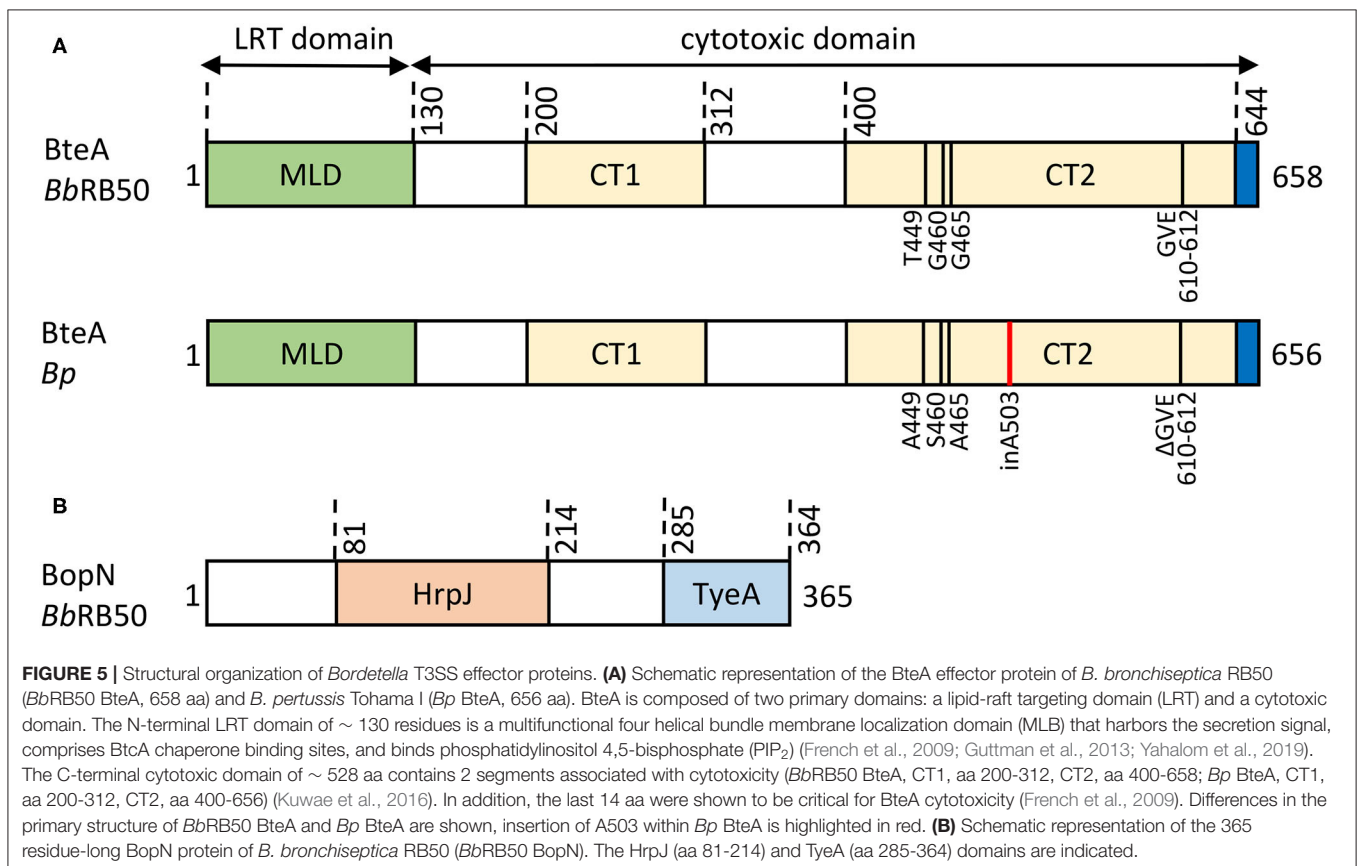 A
LRT domain
cytotoxic domain
130
200
312
400
644
BteA
BbRB50
1
MLD
CT1
CT2
658
T449
G460
G465
GVE
610-612
BteA
Bp
1
MLD
CT1
CT2
656
A449
S460
A465
inA503
ΔGVE
610-612
B
81
214
285
364
BopN
BbRB50
1
HrpJ
TyeA
365
FIGURE 5 | Structural organization of Bordetella T3SS effector proteins. (A) Schematic representation of the BteA effector protein of B. bronchiseptica RB50
(BbRB50 BteA, 658 aa) and B. pertussis Tohama I (Bp BteA, 656 aa). BteA is composed of two primary domains: a lipid-raft targeting domain (LRT) and a cytotoxic
domain. The N-terminal LRT domain of ∼ 130 residues is a multifunctional four helical bundle membrane localization domain (MLB) that harbors the secretion signal,
comprises BtcA chaperone binding sites, and binds phosphatidylinositol 4,5-bisphosphate (PIP2) (French et al., 2009; Guttman et al., 2013; Yahalom et al., 2019).
The C-terminal cytotoxic domain of ∼ 528 aa contains 2 segments associated with cytotoxicity (BbRB50 BteA, CT1, aa 200-312, CT2, aa 400-658; Bp BteA, CT1,
aa 200-312, CT2, aa 400-656) (Kuwae et al., 2016). In addition, the last 14 aa were shown to be critical for BteA cytotoxicity (French et al., 2009). Differences in the
primary structure of BbRB50 BteA and Bp BteA are shown, insertion of A503 within Bp BteA is highlighted in red. (B) Schematic representation of the 365
residue-long BopN protein of B. bronchiseptica RB50 (BbRB50 BopN). The HrpJ (aa 81-214) and TyeA (aa 285-364) domains are indicated.